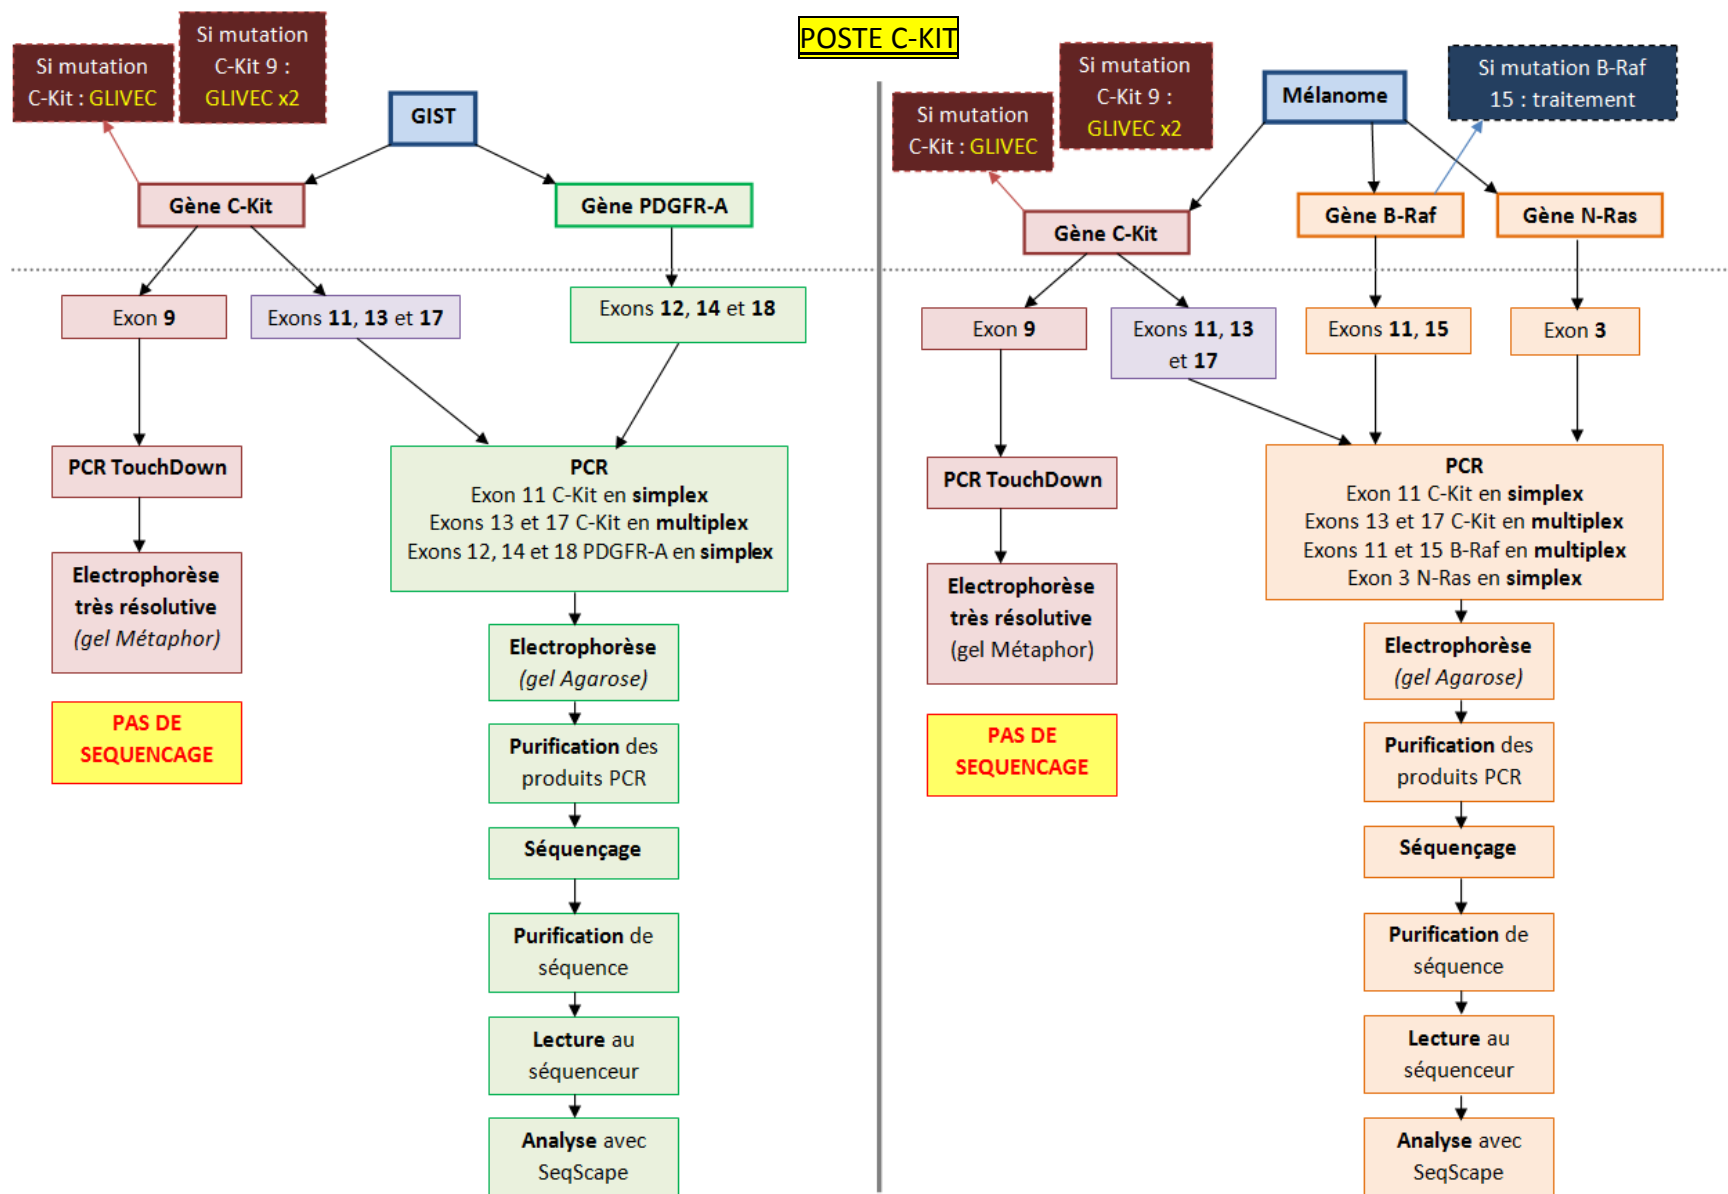 POSTE C-KIT
Si mutation
C-Kit : GLIVEC
Si mutation
C-Kit 9 :
GLIVEC x2
GIST
Gène C-Kit
Gène PDGFR-A
Exon 9
Exons 11, 13 et 17
Exons 12, 14 et 18
PCR TouchDown
Electrophorèse
très résolutive
(gel Métaphor)
PAS DE
SEQUENCAGE
PCR
Exon 11 C-Kit en simplex
Exons 13 et 17 C-Kit en multiplex
Exons 12, 14 et 18 PDGFR-A en simplex
Electrophorèse
(gel Agarose)
Purification des
produits PCR
Séquençage
Purification de
séquence
Lecture au
séquenceur
Analyse avec
SeqScape
Si mutation
C-Kit : GLIVEC
Si mutation
C-Kit 9 :
GLIVEC x2
Mélanome
Si mutation B-Raf
15 : traitement
Gène C-Kit
Gène B-Raf
Gène N-Ras
Exon 9
Exons 11, 13
et 17
Exons 11, 15
Exon 3
PCR TouchDown
Electrophorèse
très résolutive
(gel Métaphor)
PAS DE
SEQUENCAGE
PCR
Exon 11 C-Kit en simplex
Exons 13 et 17 C-Kit en multiplex
Exons 11 et 15 B-Raf en multiplex
Exon 3 N-Ras en simplex
Electrophorèse
(gel Agarose)
Purification des
produits PCR
Séquençage
Purification de
séquence
Lecture au
séquenceur
Analyse avec
SeqScape